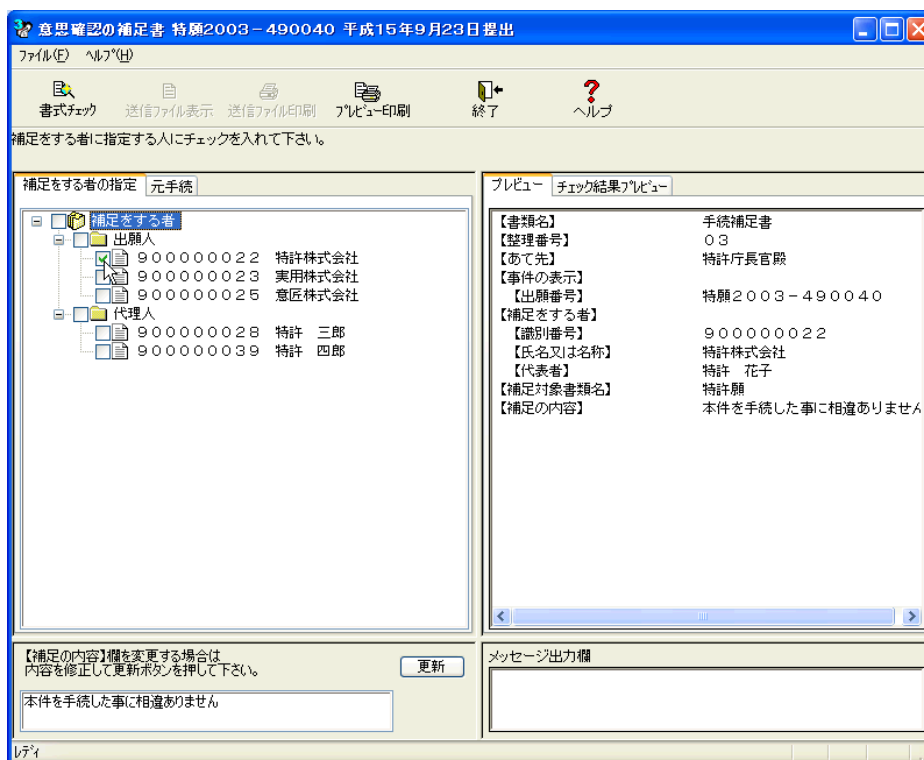 意思確認の補足書 特願2003-490040 平成15年9月23日提出
ﾌｧｲﾙ(F) ﾍﾙﾌﾟ(H)
書式ﾁｪｯｸ 送信ﾌｧｲﾙ表示 送信ﾌｧｲﾙ印刷 ﾌﾟﾚﾋﾞｭｰ印刷 終了 ヘルプ
補足をする者に指定する人にチェックを入れて下さい。
補足をする者の指定 元手続
補足をする者
出願人
９０００００００２２ 特許株式会社
９０００００００２３ 実用株式会社
９０００００００２５ 意匠株式会社
代理人
９０００００００２８ 特許 三郎
９０００００００３９ 特許 四郎
プレビュー ﾁｪｯｸ結果ﾌﾟﾚﾋﾞｭｰ
【書類名】 手続補足書
【整理番号】 ０３
【あて先】 特許庁長官殿
【事件の表示】
【出願番号】 特願２００３－４９００４０
【補足をする者】
【識別番号】 ９０００００００２２
【氏名又は名称】 特許株式会社
【代表者】 特許 花子
【補足対象書類名】 特許願
【補足の内容】 本件を手続した事に相違ありません
【補足の内容】欄を変更する場合は
内容を修正して更新ボタンを押して下さい。
更新
本件を手続した事に相違ありません
メッセージ出力欄
ﾚﾃﾞｨ